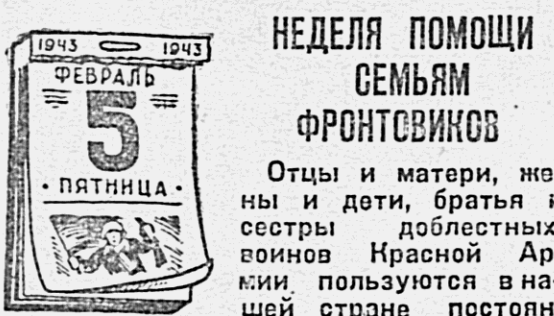 1943 1943
ФЕВРАЛЬ
5
ПЯТНИЦА
НЕДЕЛЯ ПОМОЩИ
СЕМЬЯМ
ФРОНТОВИКОВ
Отцы и матери, же
ны и дети, братья и
сестры доблестных
воинов Красной Ар
мии пользуются в на-
шей стране постоян